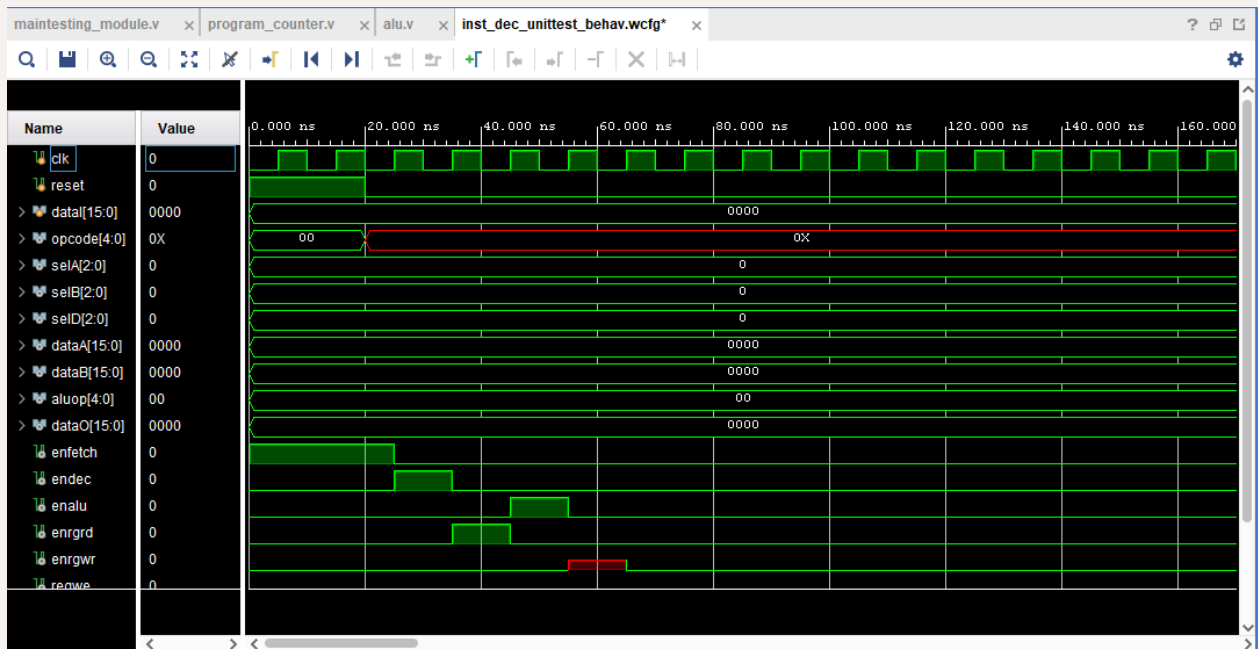 maintesting_module.v × program_counter.v × alu.v × inst_dec_unittest_behav.wcfg* × ?
Name Value 0.000 ns 20.000 ns 40.000 ns 60.000 ns 80.000 ns 100.000 ns 120.000 ns 140.000 ns 160.000
clk 0
reset 0
dataI[15:0] 0000 0000
opcode[4:0] 0X 00 0X
selA[2:0] 0 0
selB[2:0] 0 0
selD[2:0] 0 0
dataA[15:0] 0000 0000
dataB[15:0] 0000 0000
aluop[4:0] 00 00
dataO[15:0] 0000 0000
enfetch 0
endec 0
enalu 0
enrgrd 0
enrgwr 0
regwe 0